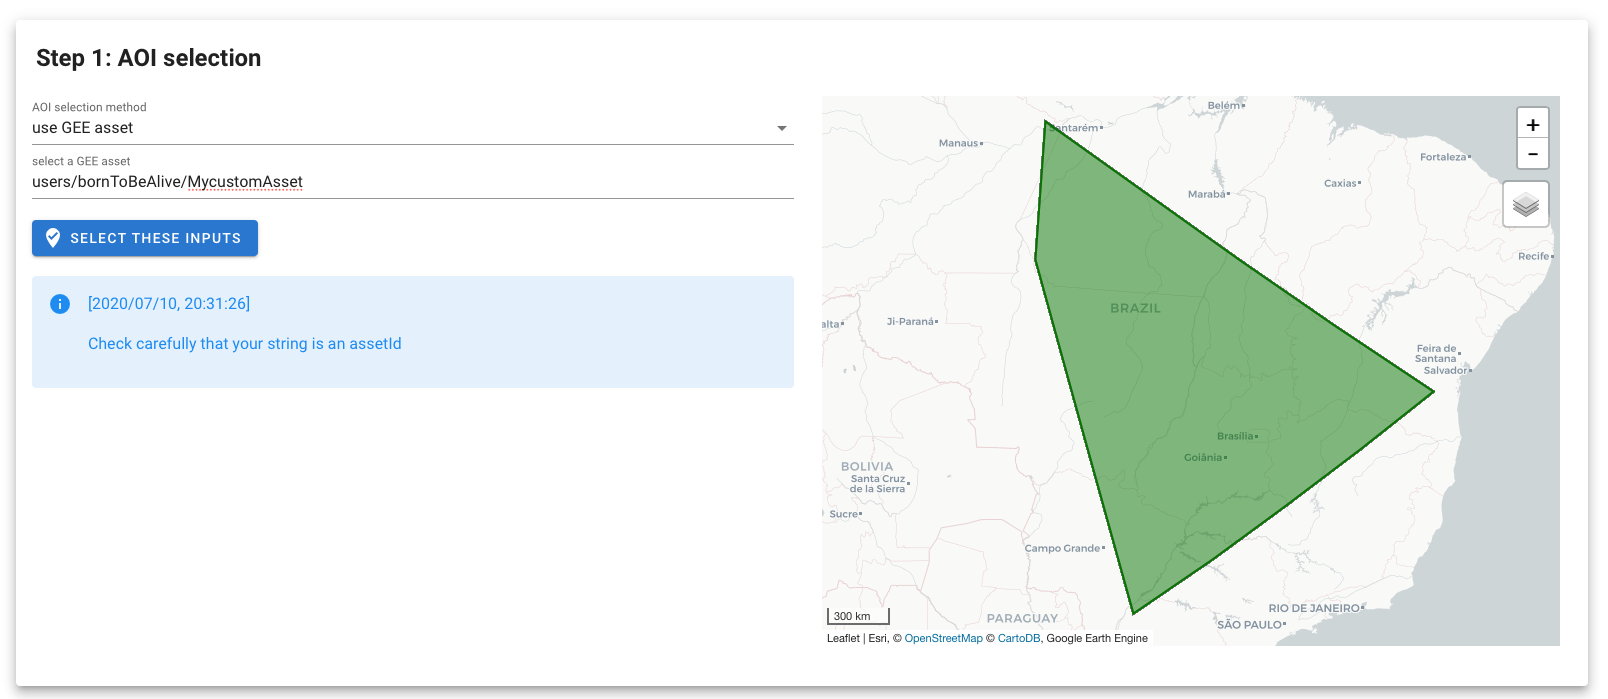 Step 1: AOI selection
AOI selection method
use GEE asset
select a GEE asset
users/bornToBeAlive/MycustomAsset
SELECT THESE INPUTS
[2020/07/10, 20:31:26]
Check carefully that your string is an assetId
Belém
Santarém
Manaus
Fortaleza
Caxias
Marabá
Recife
BRAZIL
alta
Ji-Paraná
Feira de
Santana
Salvador
Brasília
Goiânia
BOLIVIA
Santa Cruz
de la Sierra
Sucre
Campo Grande
RIO DE JANEIRO
PARAGUAY
SÃO PAULO
+
-
300 km
Leaflet | Esri, © OpenStreetMap © CartoDB, Google Earth Engine